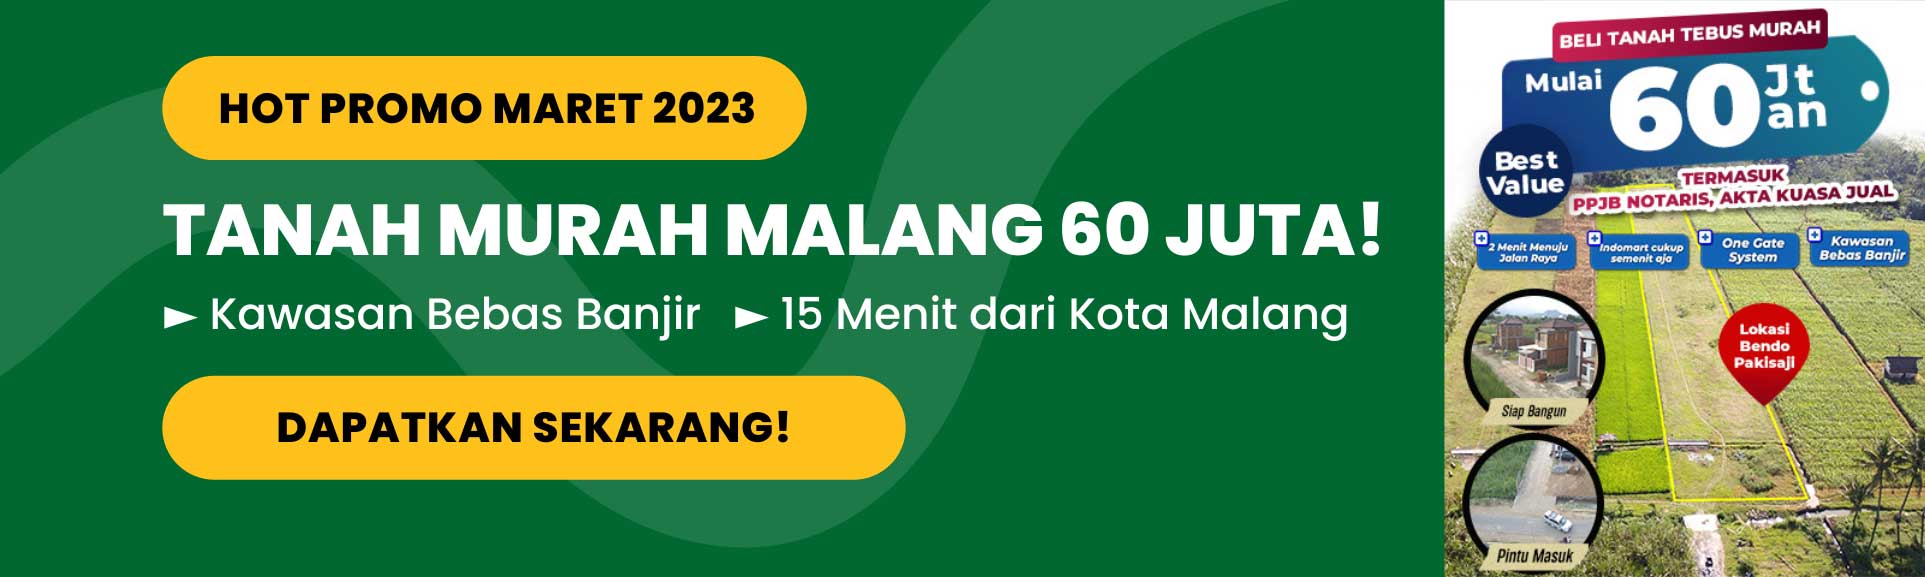 HOT PROMO MARET 2023
TANAH MURAH MALANG 60 JUTA!
► Kawasan Bebas Banjir ► 15 Menit dari Kota Malang
DAPATKAN SEKARANG!
BELI TANAH TEBUS MURAH
Mulai 60 Jt
an
Best
Value
TERMASUK
PPJB NOTARIS, AKTA KUASA JUAL
2 Menit Menuju
Jalan Raya
Indomart cukup
semenit aja
One Gate
System
Kawasan
Bebas Banjir
Lokasi
Bendo
Pakisaji
Siap Bangun
Pintu Masuk